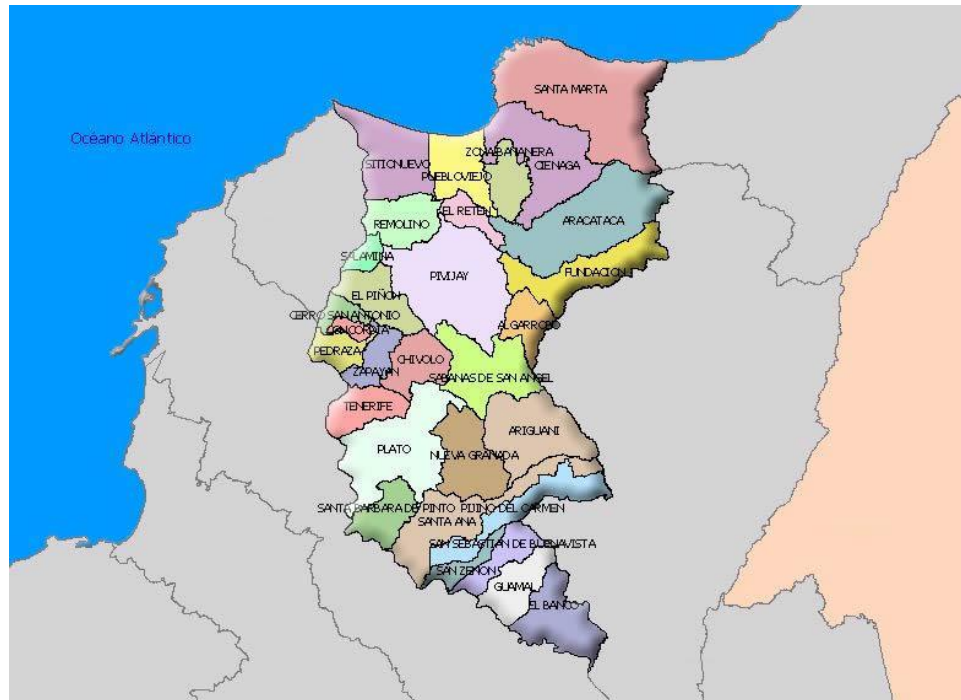 SANTA MARTA
Océano Atlántico
ZONA BANANERA
SITIONUEVO
CIENAGA
PUEBLOVIEJO
EL RETEN
ARACATACA
REMOLINO
SALAMINA
PIVIJAY
FUNDACION
EL PIÑON
CERRO SAN ANTONIO
ALGARROBO
CONCORDIA
PEDRAZA
CHIVOLO
ZAPAYAN
SABANAS DE SAN ANGEL
TENERIFE
ARIGUANI
PLATO
NUEVA GRANADA
SANTA BARBARA DE PINTO
PIJINO DEL CARMEN
SANTA ANA
SAN SEBASTIAN DE BUENAVISTA
SAN ZENON
GUAMAL
EL BANCO